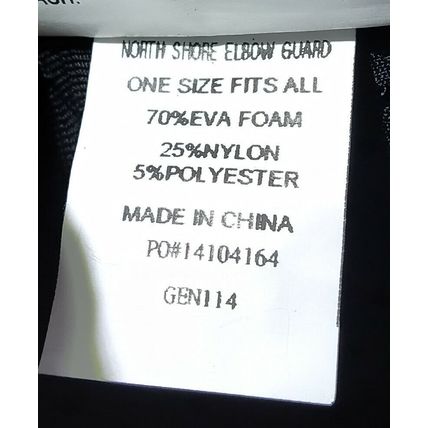 NORTH SHORE ELBOW GUARD
ONE SIZE FITS ALL
70%EVA FOAM
25%NYLON
5%POLYESTER
MADE IN CHINA
PO#14104164
GEN114